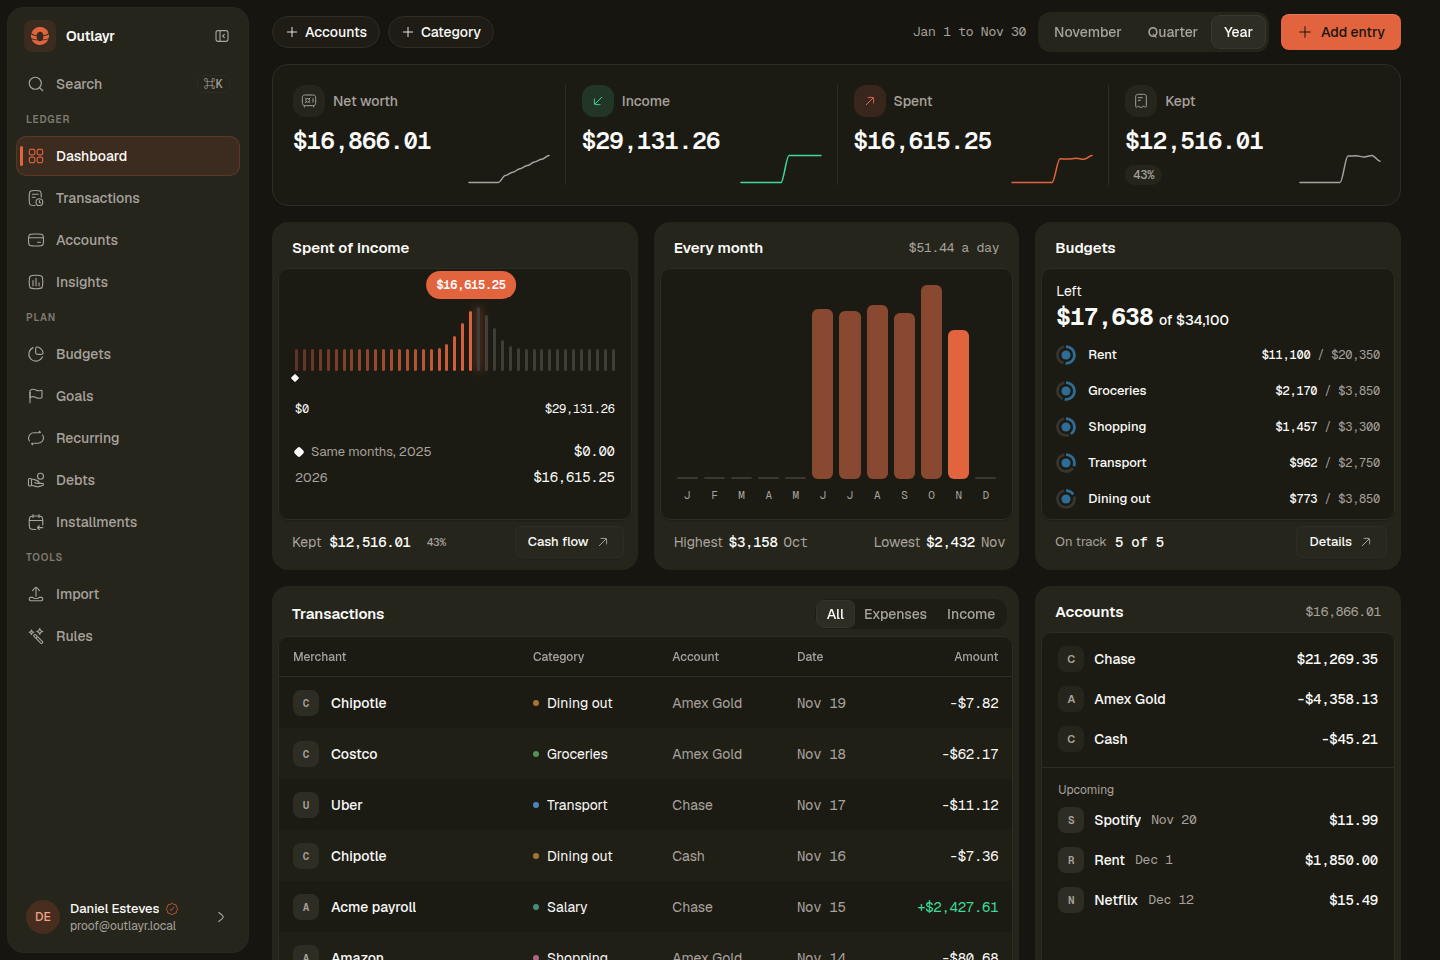 Outlayr
Search ⌘K
LEDGER
Dashboard
Transactions
Accounts
Insights
PLAN
Budgets
Goals
Recurring
Debts
Installments
TOOLS
Import
Rules
DE Daniel Esteves
proof@outlayr.local
+ Accounts + Category
Jan 1 to Nov 30 November Quarter Year + Add entry
Net worth
$16,866.01
Income
$29,131.26
Spent
$16,615.25
Kept
$12,516.01
43%
Spent of income
$16,615.25
$0 $29,131.26
Same months, 2025 $0.00
2026 $16,615.25
Kept $12,516.01 43% Cash flow
Every month $51.44 a day
J F M A M J J A S O N D
Highest $3,158 Oct Lowest $2,432 Nov
Budgets
Left
$17,638 of $34,100
Rent $11,100 / $20,350
Groceries $2,170 / $3,850
Shopping $1,457 / $3,300
Transport $962 / $2,750
Dining out $773 / $3,850
On track 5 of 5 Details
Transactions All Expenses Income
Merchant Category Account Date Amount
C Chipotle Dining out Amex Gold Nov 19 -$7.82
C Costco Groceries Amex Gold Nov 18 -$62.17
U Uber Transport Chase Nov 17 -$11.12
C Chipotle Dining out Cash Nov 16 -$7.36
A Acme payroll Salary Chase Nov 15 +$2,427.61
A Amazon Shopping Amex Gold Nov 14 -$80.68
Accounts $16,866.01
C Chase $21,269.35
A Amex Gold -$4,358.13
C Cash -$45.21
Upcoming
S Spotify Nov 20 $11.99
R Rent Dec 1 $1,850.00
N Netflix Dec 12 $15.49